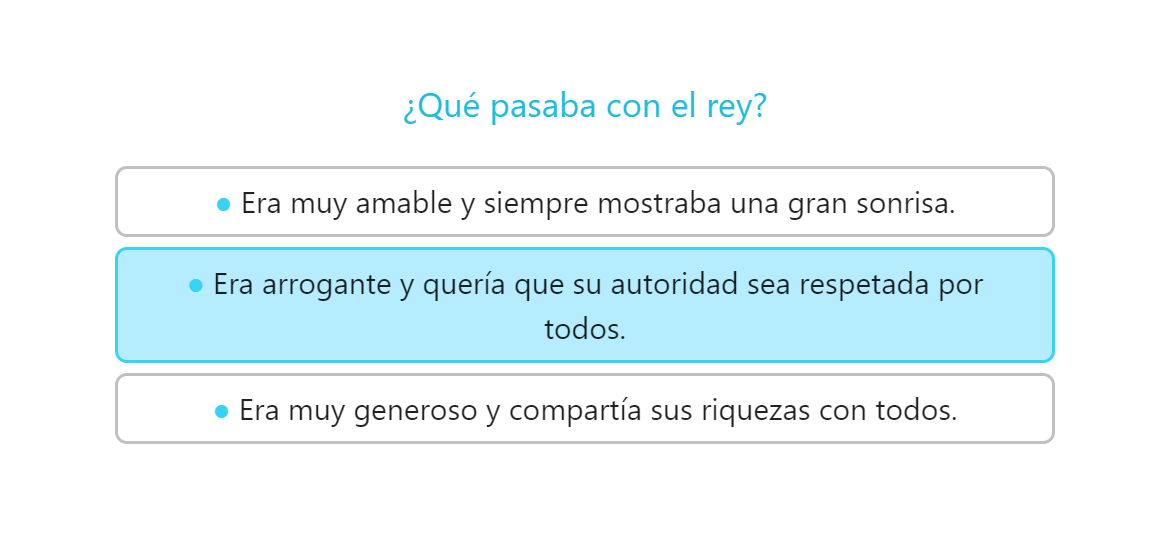 ¿Qué pasaba con el rey?
● Era muy amable y siempre mostraba una gran sonrisa.
● Era arrogante y quería que su autoridad sea respetada por
todos.
● Era muy generoso y compartía sus riquezas con todos.